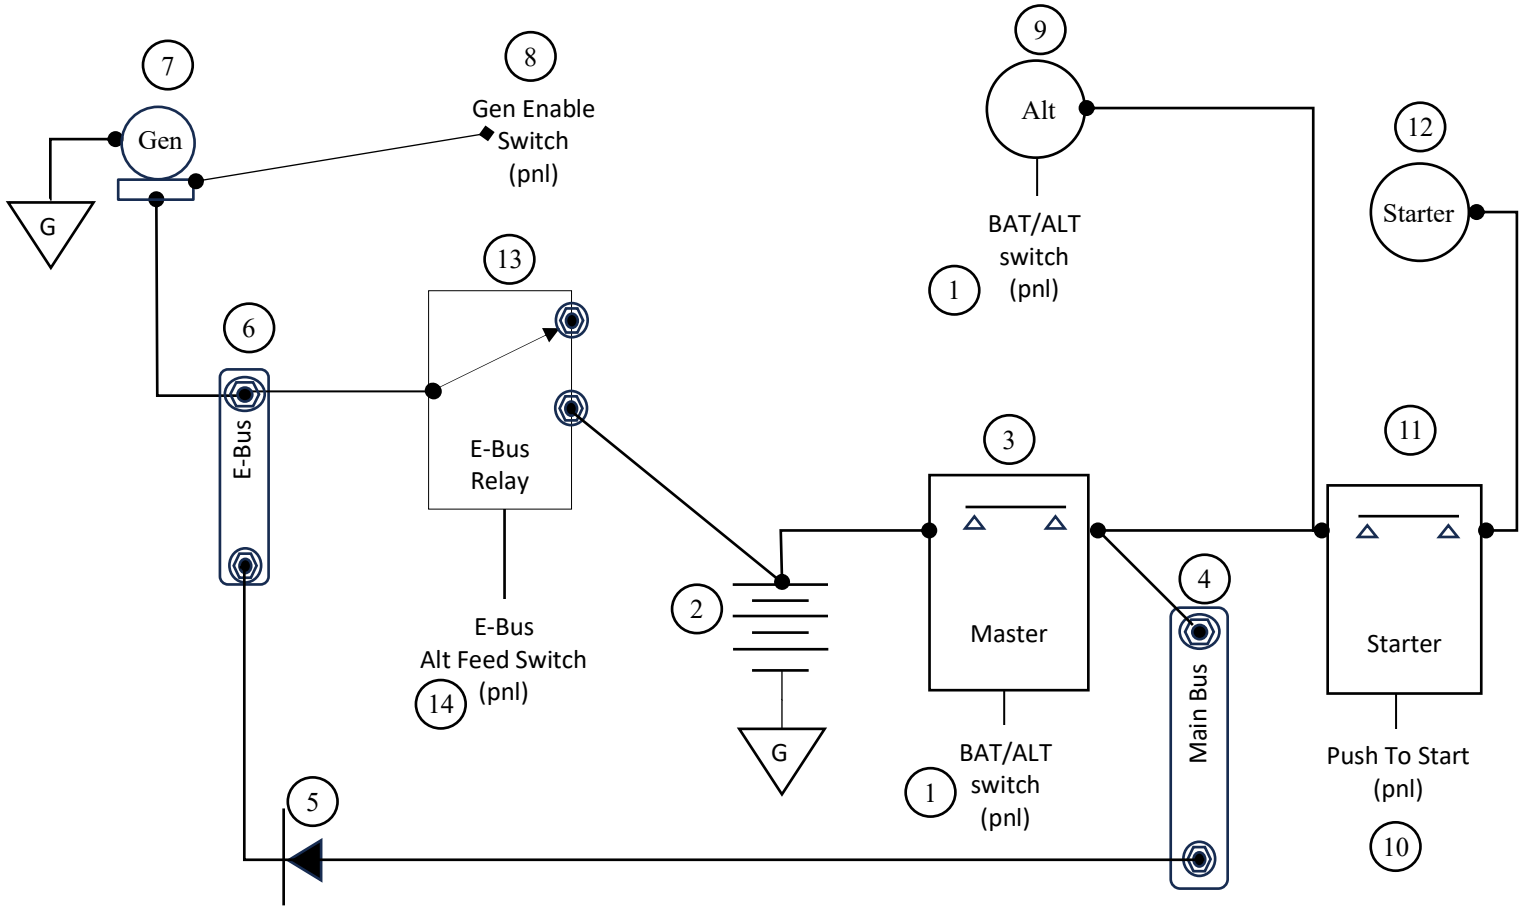 9
7
8
Gen Enable
Switch
(pnl)
Gen
Alt
12
G
Starter
BAT/ALT
switch
(pnl)
1
13
6
E-Bus
E-Bus
Relay
3
11
2
4
Master
Starter
E-Bus
Alt Feed Switch
(pnl)
14
Main Bus
G
BAT/ALT
switch
(pnl)
1
Push To Start
(pnl)
10
5